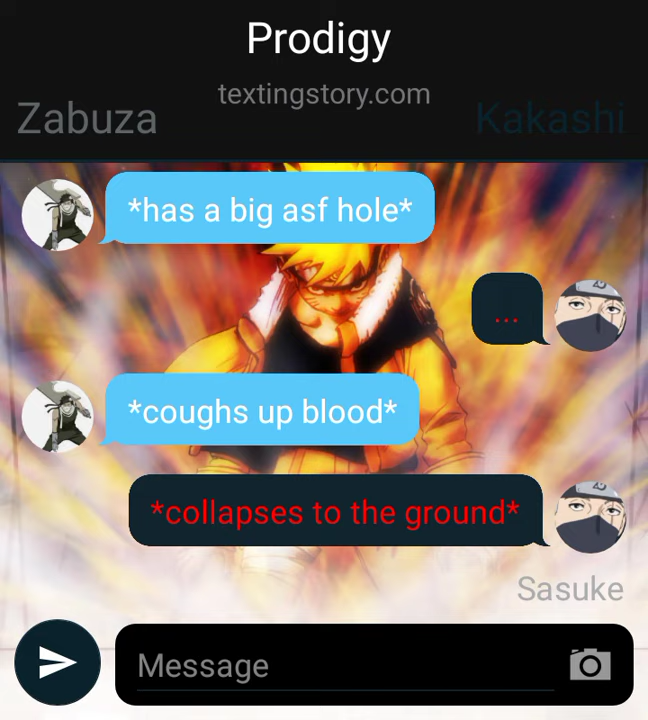 Prodigy
textingstory.com
Zabuza
Kakashi
*has a big asf hole*
...
*coughs up blood*
*collapses to the ground*
Sasuke
Message